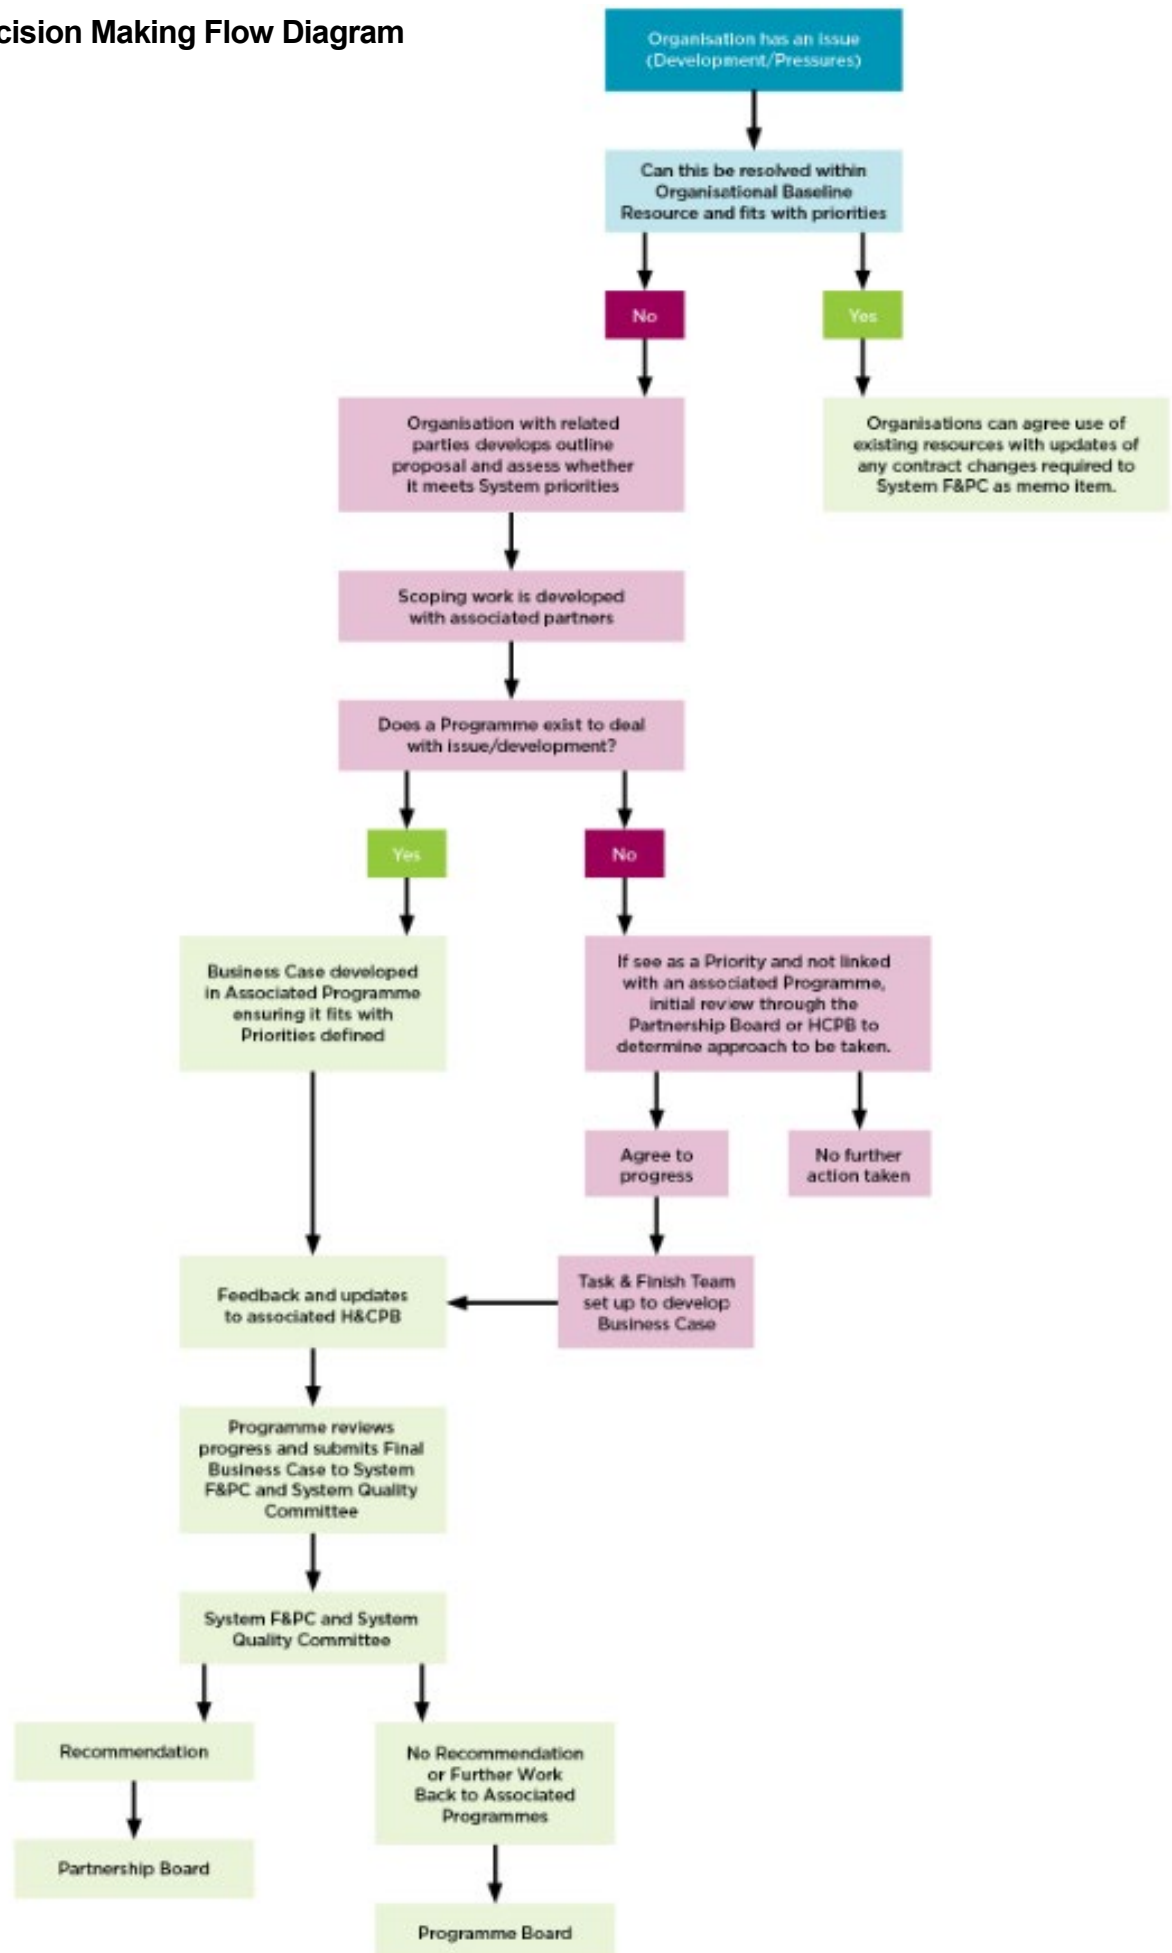 cision Making Flow Diagram
Organisation has an issue
(Development/Pressures)
Can this be resolved within
Organisational Baseline
Resource and fits with priorities
No
Yes
Organisation with related
parties develops outline
proposal and assess whether
it meets System priorities
Organisations can agree use of
existing resources with updates of
any contract changes required to
System F&PC as memo item.
Scoping work is developed
with associated partners
Does a Programme exist to deal
with issue/development?
Yes
No
Business Case developed
in Associated Programme
ensuring it fits with
Priorities defined
If see as a Priority and not linked
with an associated Programme,
initial review through the
Partnership Board or HCPB to
determine approach to be taken.
Agree to
progress
No further
action taken
Feedback and updates
to associated H&CPB
Task & Finish Team
set up to develop
Business Case
Programme reviews
progress and submits Final
Business Case to System
F&PC and System Quality
Committee
System F&PC and System
Quality Committee
Recommendation
No Recommendation
or Further Work
Back to Associated
Programmes
Partnership Board
Programme Board